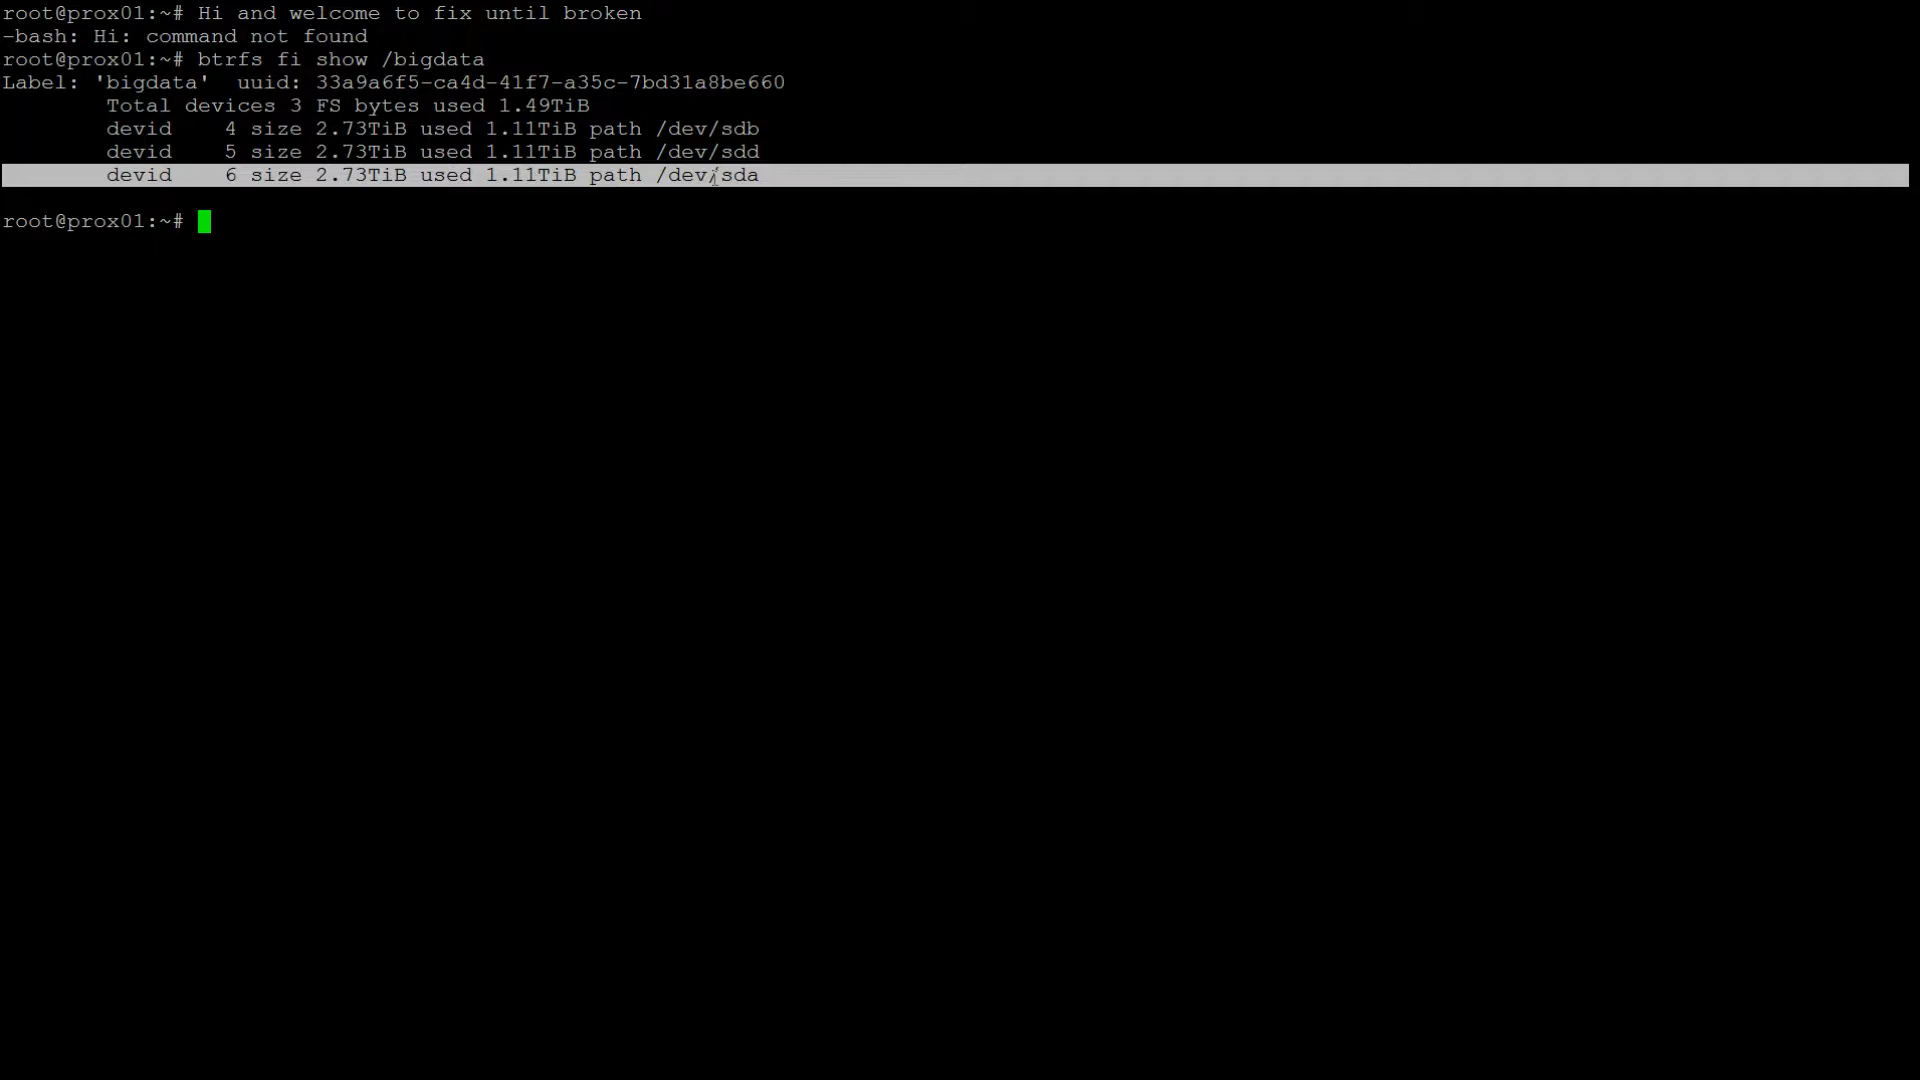 root@prox01:~# Hi and welcome to fix until broken
-bash: Hi: command not found
root@prox01:~# btrfs fi show /bigdata
Label: 'bigdata'  uuid: 33a9a6f5-ca4d-41f7-a35c-7bd31a8be660
        Total devices 3 FS bytes used 1.49TiB
        devid    4 size 2.73TiB used 1.11TiB path /dev/sdb
        devid    5 size 2.73TiB used 1.11TiB path /dev/sdd
        devid    6 size 2.73TiB used 1.11TiB path /dev/sda
root@prox01:~#